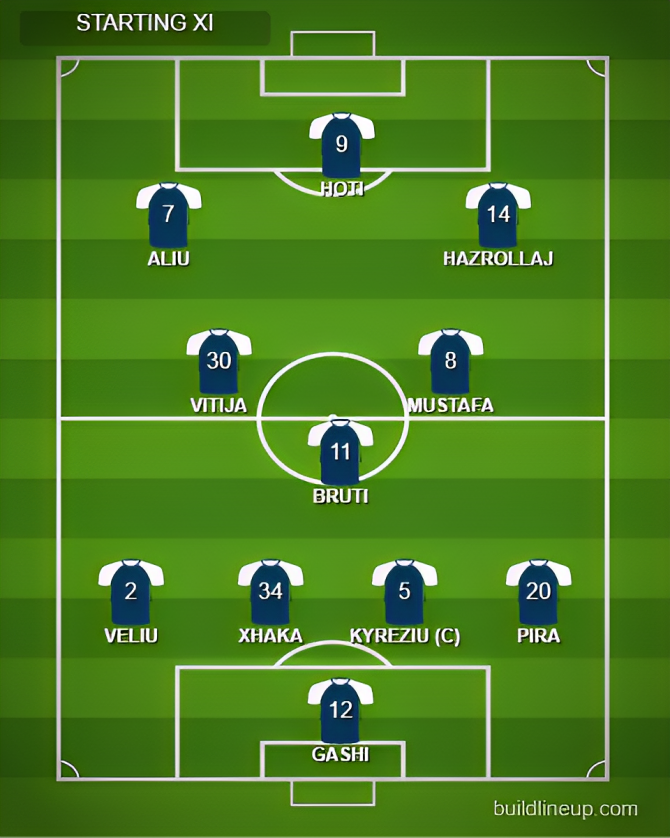 STARTING XI
9
HOTI
7
ALIU
14
HAZROLLAJ
30
VITIJA
8
MUSTAFA
11
BRUTI
2
VELIU
34
XHAKA
5
KYREZIU (C)
20
PIRA
12
GASHI
buildlineup.com